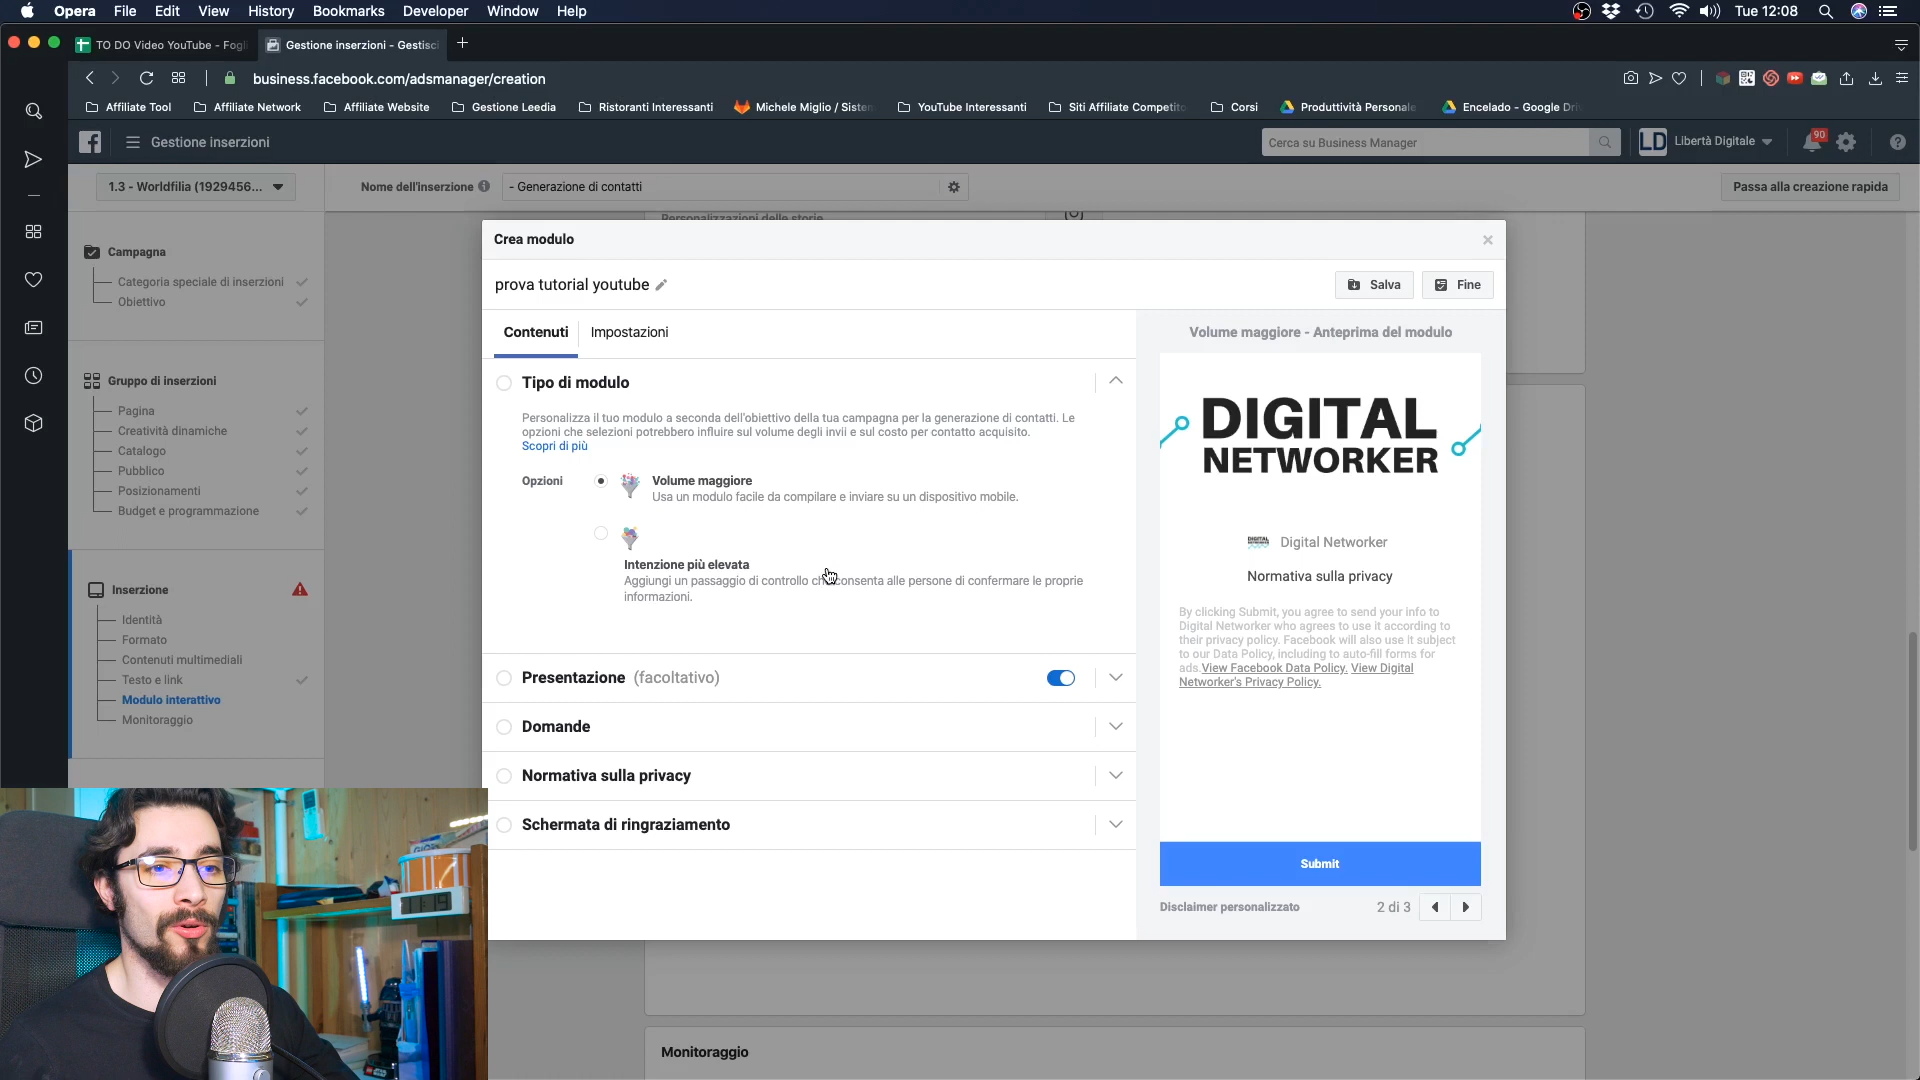 Opera File Edit View History Bookmarks Developer Window Help
Tue 12:08
TO DO Video YouTube - Fogli
Gestione inserzioni - Gestisci
business.facebook.com/adsmanager/creation
Affiliate Tool
Affiliate Network
Affiliate Website
Gestione Leedia
Ristoranti Interessanti
Michele Miglio / Sistem
YouTube Interessanti
Siti Affiliate Competito
Corsi
Produttività Personale
Encelado - Google Dri
Gestione inserzioni
Cerca su Business Manager
LD
Libertà Digitale
90
1.3 - Worldfilia (1929456...
Nome dell'inserzione
- Generazione di contatti
Passa alla creazione rapida
Personalizzazioni delle storie
Campagna
Categoria speciale di inserzioni
Obiettivo
Gruppo di inserzioni
Pagina
Creatività dinamiche
Catalogo
Pubblico
Posizionamenti
Budget e programmazione
Inserzione
Identità
Formato
Contenuti multimediali
Testo e link
Modulo interattivo
Monitoraggio
Crea modulo
prova tutorial youtube
Salva
Fine
Contenuti
Impostazioni
Tipo di modulo
Personalizza il tuo modulo a seconda dell'obiettivo della tua campagna per la generazione di contatti. Le
opzioni che selezioni potrebbero influire sul volume degli invii e sul costo per contatto acquisito.
Scopri di più
Opzioni
Volume maggiore
Usa un modulo facile da compilare e inviare su un dispositivo mobile.
Intenzione più elevata
Aggiungi un passaggio di controllo che consenta alle persone di confermare le proprie
informazioni.
Presentazione (facoltativo)
Domande
Normativa sulla privacy
Schermata di ringraziamento
Volume maggiore - Anteprima del modulo
DIGITAL
NETWORKER
Digital Networker
Normativa sulla privacy
By clicking Submit, you agree to send your info to
Digital Networker who agrees to use it according to
their privacy policy. Facebook will also use it subject
to our Data Policy, including to auto-fill forms for
ads.View Facebook Data Policy. View Digital
Networker's Privacy Policy.
Submit
Disclaimer personalizzato
2 di 3
Monitoraggio